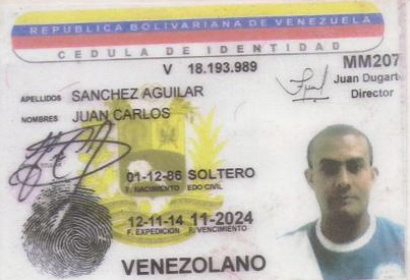 REPUBLICA BOLIVARIANA DE VENEZUELA
CEDULA DE IDENTIDAD
V 18.193.989
MM207
Juan Dugart
Director
APELLIDOS SANCHEZ AGUILAR
NOMBRES JUAN CARLOS
01-12-86 SOLTERO
F. NACIMIENTO EDO CIVIL
12-11-14 11-2024
F. EXPEDICION F. VENCIMIENTO
VENEZOLANO